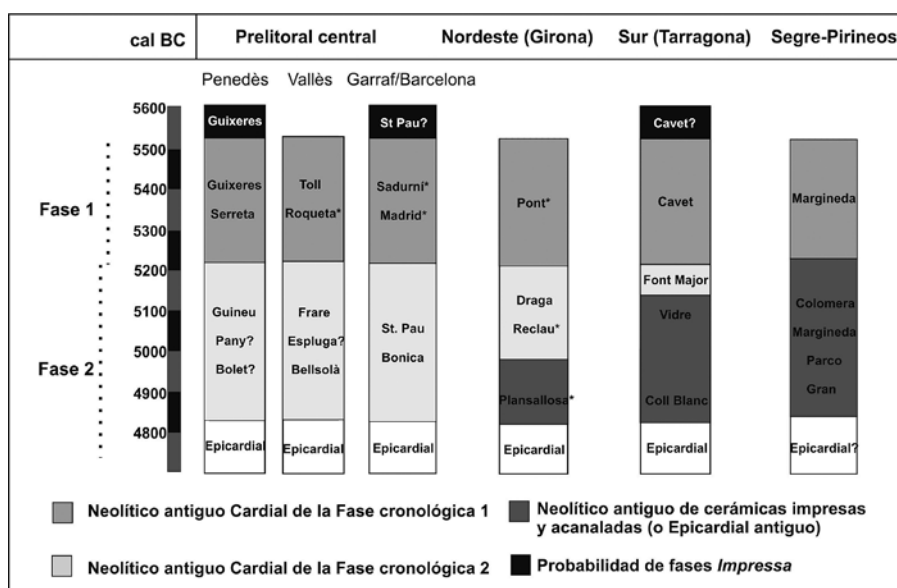 cal BC Prelitoral central Nordeste (Girona) Sur (Tarragona) Segre-Pirineos
Penedès Vallès Garraf/Barcelona
5600 Guixeres St Pau? Cavet?
5500
Fase 1
5400 Guixeres Toll Sadurní* Pont* Cavet Margineda
Serreta Roqueta* Madrid*
5300
5200 Font Major
5100 Guineu Frare St. Pau Draga Vidre Colomera
Pany? Espluga? Bonica Reclau* Margineda
5000 Bolet? Bellsolà Parco
Fase 2
4900 Plansallosa* Coll Blanc Gran
4800 Epicardial Epicardial Epicardial Epicardial Epicardial Epicardial?
Neolítico antiguo Cardial de la Fase cronológica 1
Neolítico antiguo de cerámicas impresas
y acanaladas (o Epicardial antiguo)
Neolítico antiguo Cardial de la Fase cronológica 2
Probabilidad de fases Impressa